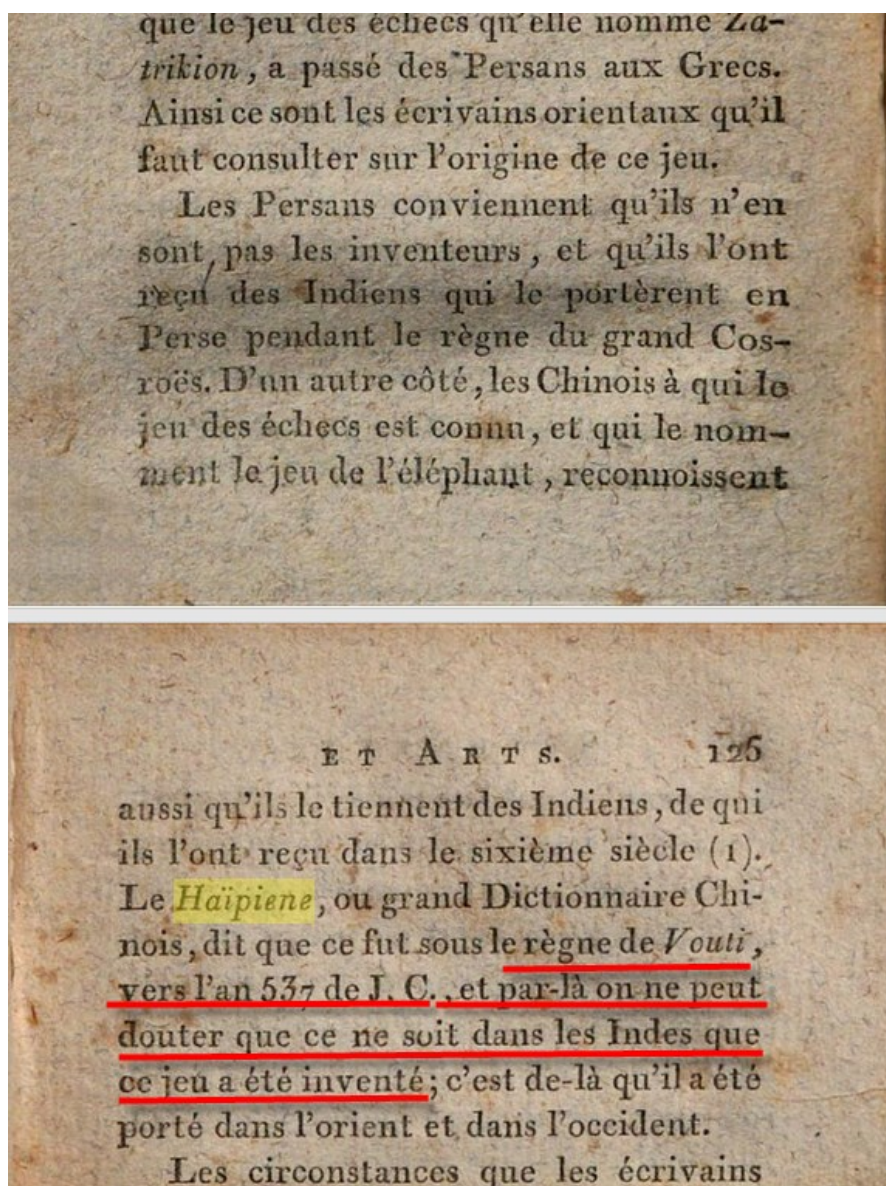 que le jeu des échecs qu'elle nomme Za-
trikion, a passé des Persans aux Grecs.
Ainsi ce sont les écrivains orientaux qu'il
faut consulter sur l'origine de ce jeu.
Les Persans conviennent qu'ils n'en
sont pas les inventeurs, et qu'ils l'ont
reçu des Indiens qui le portèrent en
Perse pendant le règne du grand Cos-
roës. D'un autre côté, les Chinois à qui le
jeu des échecs est connu, et qui le nom-
ment le jeu de l'éléphant, reconnoissent
ET ARTS. 125
aussi qu'ils le tiennent des Indiens, de qui
ils l'ont reçu dans le sixième siècle (1).
Le Haïpiene, ou grand Dictionnaire Chi-
nois, dit que ce fut sous le règne de Vouti,
vers l'an 537 de J. C., et par-là on ne peut
douter que ce ne soit dans les Indes que
ce jeu a été inventé; c'est de-là qu'il a été
porté dans l'orient et dans l'occident.
Les circonstances que les écrivains